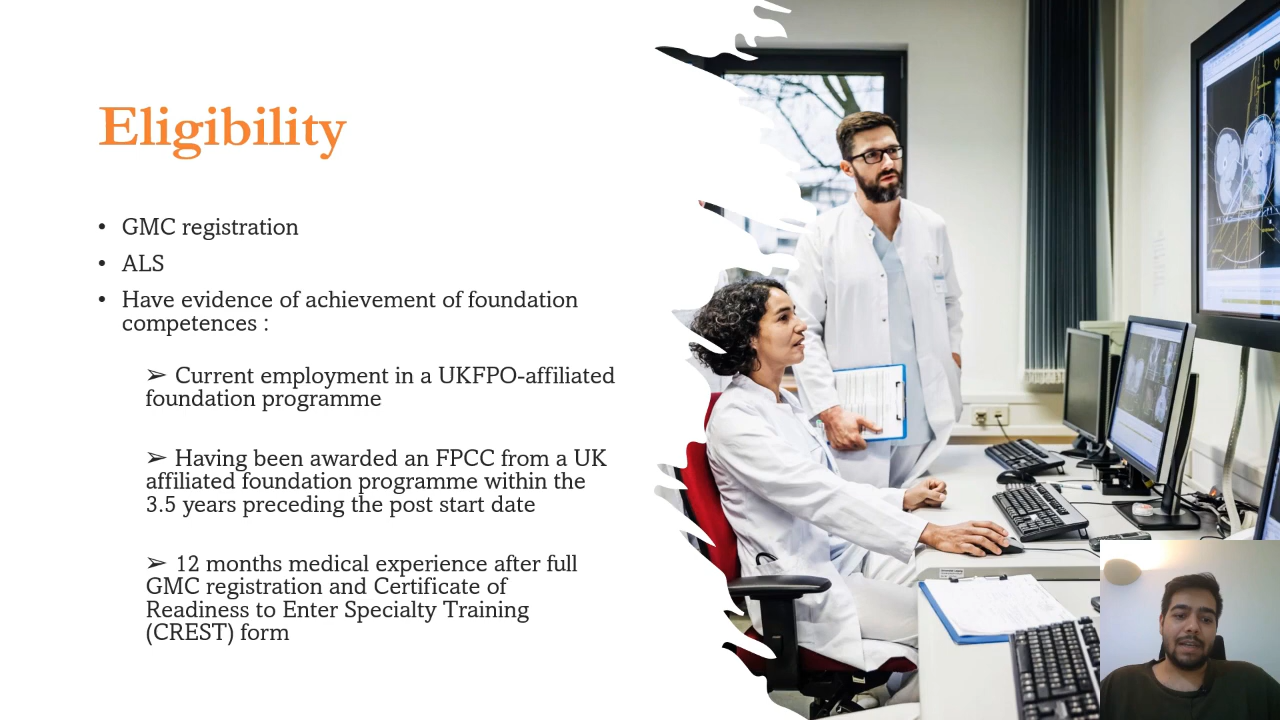 Eligibility
• GMC registration
• ALS
• Have evidence of achievement of foundation
competences :
➢ Current employment in a UKFPO-affiliated
foundation programme
➢ Having been awarded an FPCC from a UK
affiliated foundation programme within the
3.5 years preceding the post start date
➢ 12 months medical experience after full
GMC registration and Certificate of
Readiness to Enter Specialty Training
(CREST) form